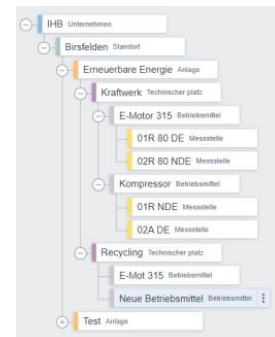 IHB Unternehmen
Birsfelden Standort
Erneuerbare Energie Anlage
Kraftwerk Technischer platz
E-Motor 315 Betriebsmittel
01R 80 DE Messstelle
02R 80 NDE Messstelle
Kompressor Betriebsmittel
01R NDE Messstelle
02A DE Messstelle
Recycling Technischer platz
E-Mot 315 Betriebsmittel
Neue Betriebsmittel Betriebsmittel
Test Anlage